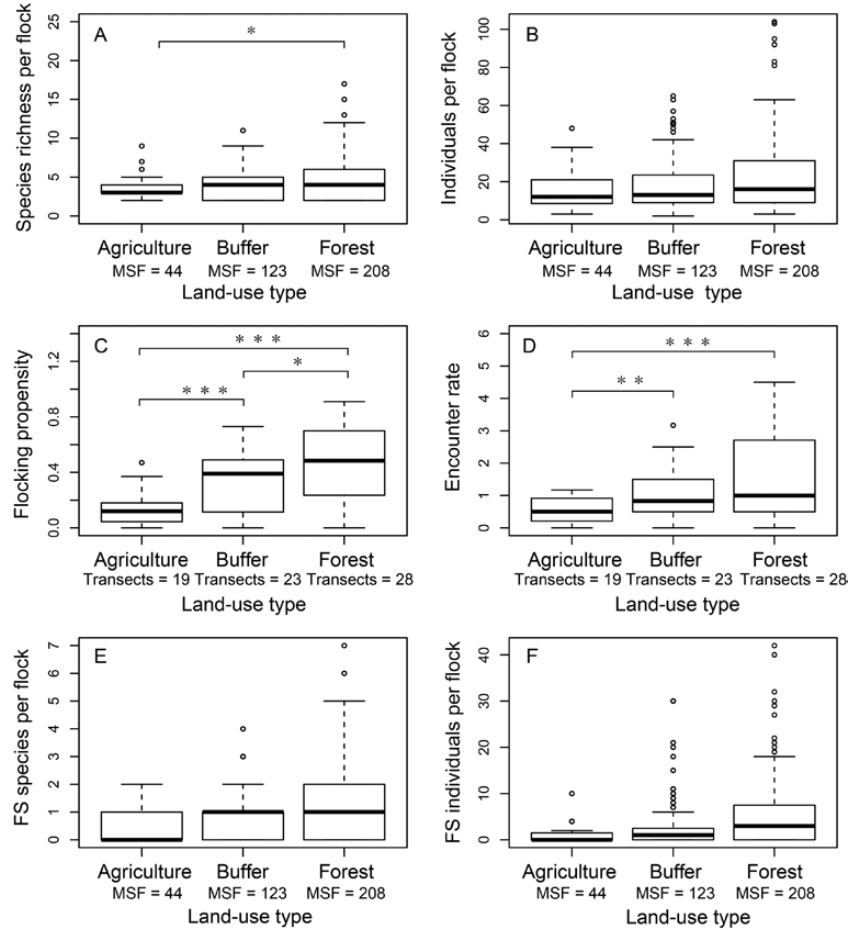 A
Species richness per flock
0 5 10 15 20 25
*
Agriculture Buffer Forest
MSF = 44 MSF = 123 MSF = 208
Land-use type
B
Individuals per flock
0 20 40 60 80 100
Agriculture Buffer Forest
MSF = 44 MSF = 123 MSF = 208
Land-use type
C
Flocking propensity
0.0 0.4 0.8 1.2
* * *
* * *
*
Agriculture Buffer Forest
Transects = 19 Transects = 23 Transects = 28
Land-use type
D
Encounter rate
0 1 2 3 4 5 6
* * *
* *
Agriculture Buffer Forest
Transects = 19 Transects = 23 Transects = 28
Land-use type
E
FS species per flock
0 1 2 3 4 5 6 7
Agriculture Buffer Forest
MSF = 44 MSF = 123 MSF = 208
Land-use type
F
FS individuals per flock
0 10 20 30 40
Agriculture Buffer Forest
MSF = 44 MSF = 123 MSF = 208
Land-use type